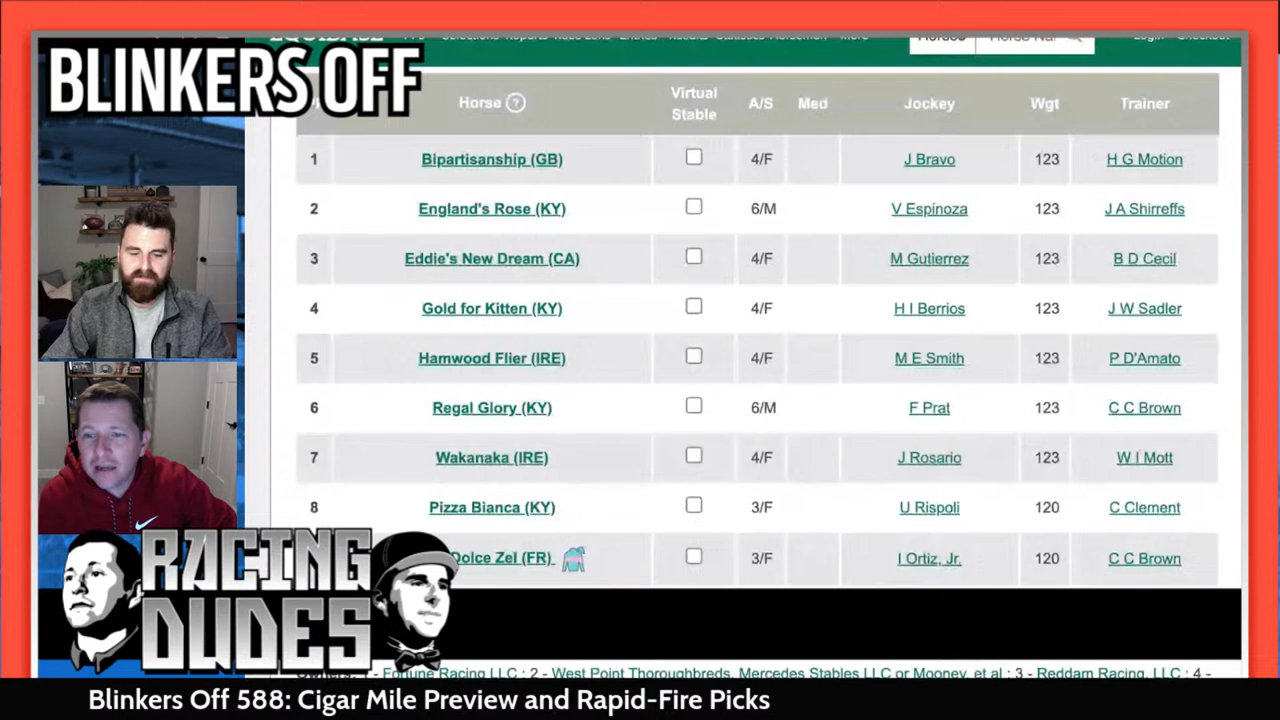 BLINKERS OFF
Horse ? Virtual Stable A/S Med Jockey Wgt Trainer
1 Bipartisanship (GB) 4/F J Bravo 123 H G Motion
2 England's Rose (KY) 6/M V Espinoza 123 J A Shirreffs
3 Eddie's New Dream (CA) 4/F M Gutierrez 123 B D Cecil
4 Gold for Kitten (KY) 4/F H I Berrios 123 J W Sadler
5 Hamwood Flier (IRE) 4/F M E Smith 123 P D'Amato
6 Regal Glory (KY) 6/M F Prat 123 C C Brown
7 Wakanaka (IRE) 4/F J Rosario 123 W I Mott
8 Pizza Bianca (KY) 3/F U Rispoli 120 C Clement
Dolce Zel (FR) 3/F I Ortiz, Jr. 120 C C Brown
RACING
DUDES
Fortune Racing LLC ; 2 - West Point Thoroughbreds, Mercedes Stables LLC or Mooney, et al ; 3 - Reddam Racing, LLC ; 4 -
Blinkers Off 588: Cigar Mile Preview and Rapid-Fire Picks